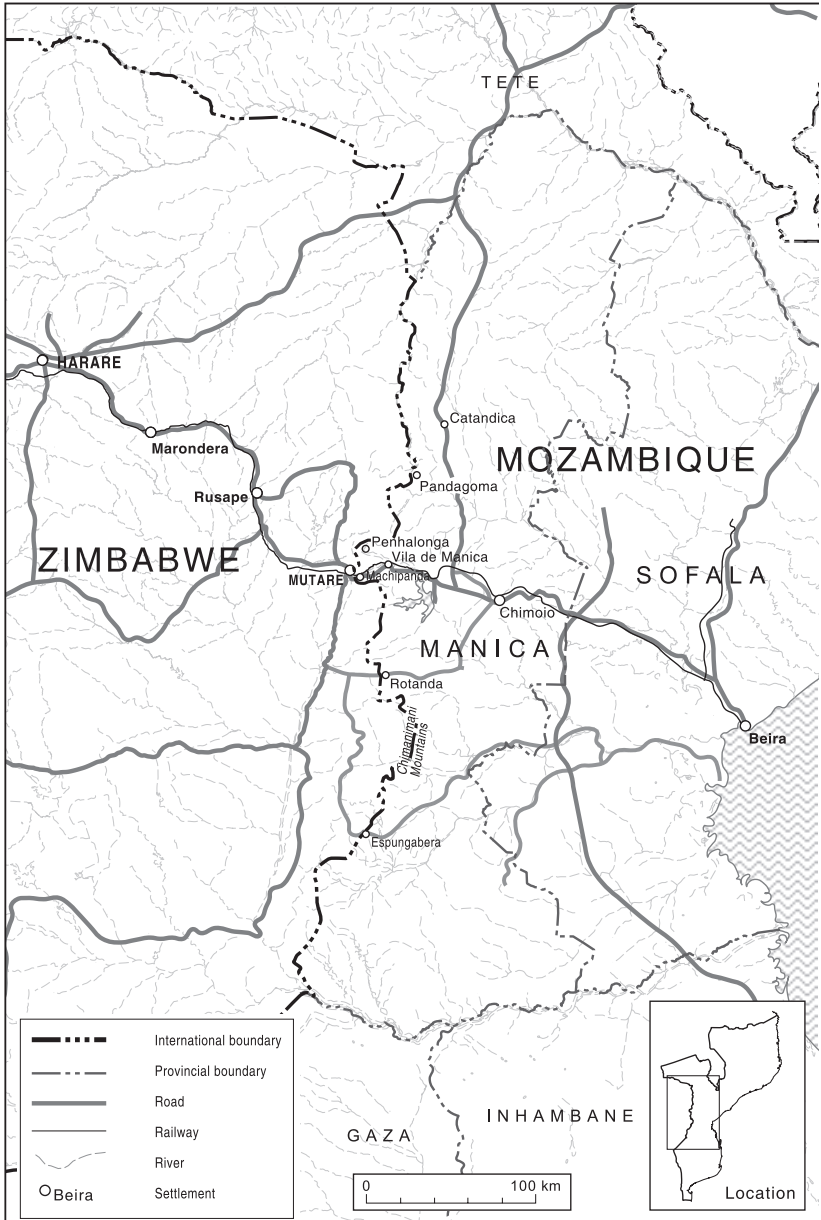 TETE
HARARE
Catandica
Marondera
MOZAMBIQUE
Pandagoma
Rusape
Penhalonga
ZIMBABWE
Vila de Manica
MUTARE
Machipanda
SOFALA
Chimoio
MANICA
Rotanda
Chimanimani
Mountains
Beira
Espungabera
International boundary
Provincial boundary
Road
Railway
River
Beira
Settlement
GAZA
INHAMBANE
0
100 km
Location